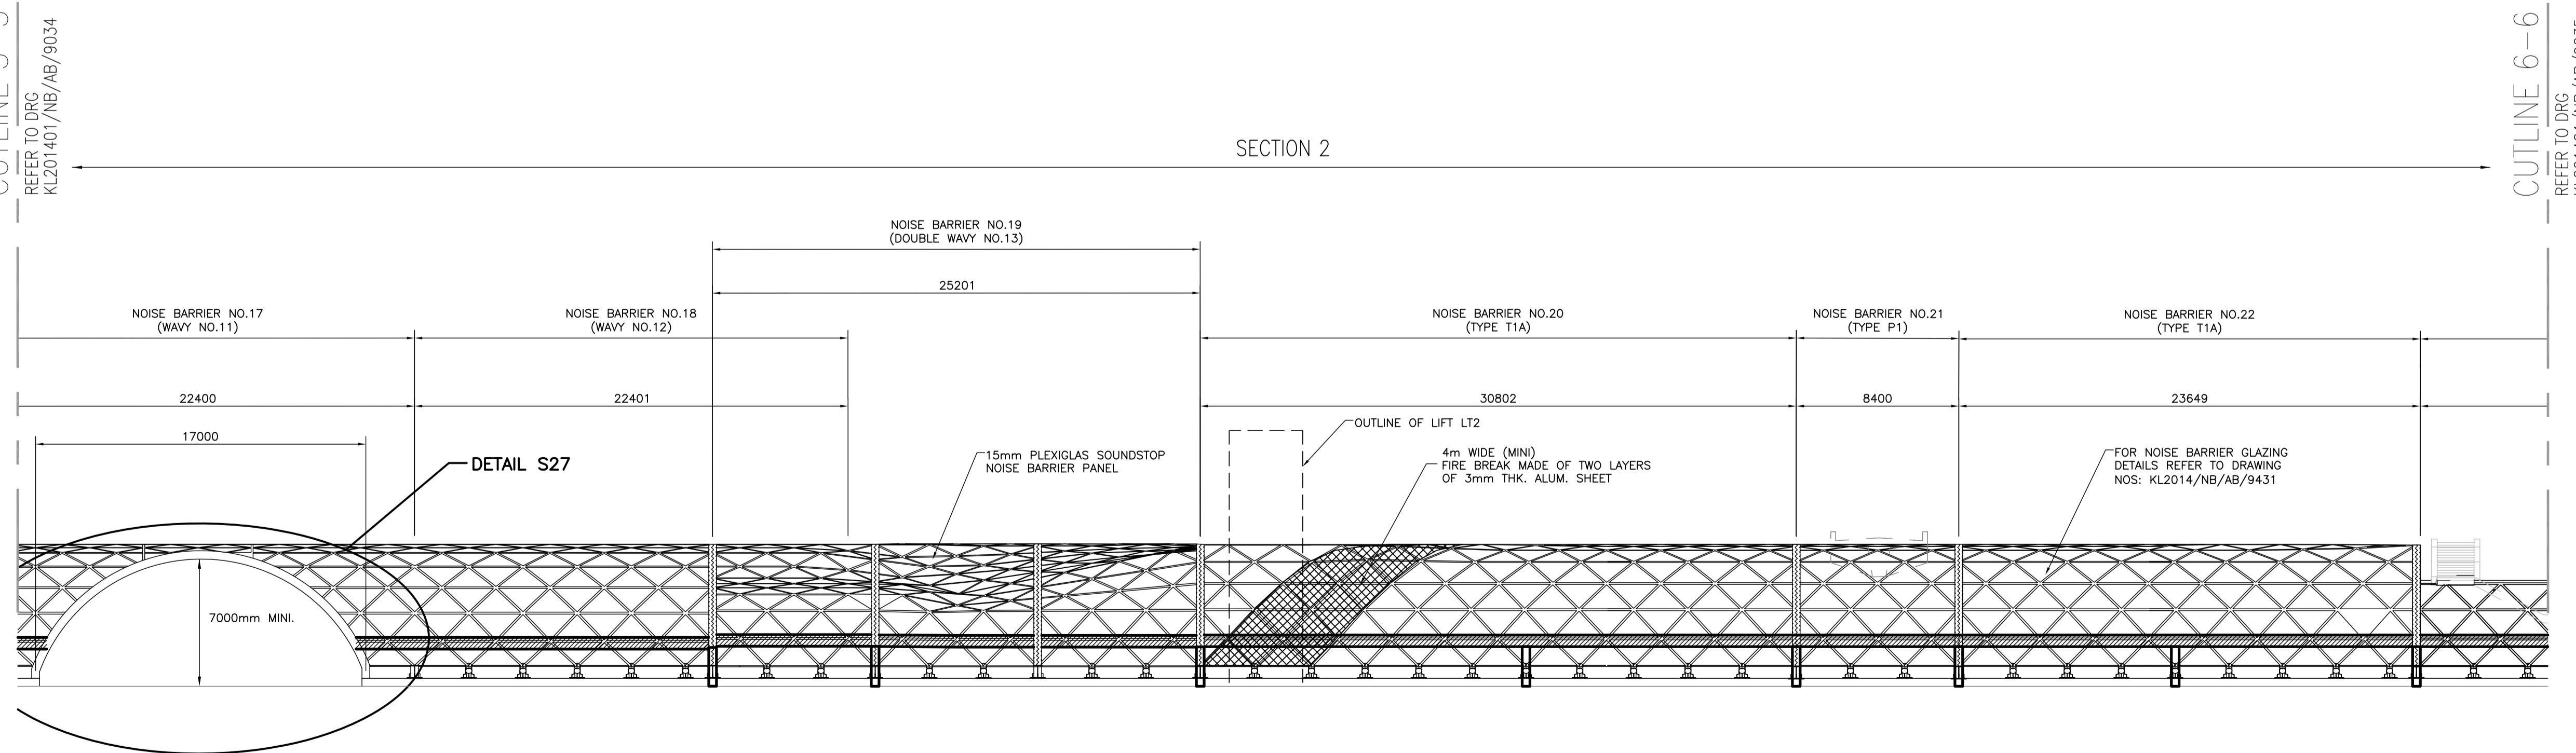 REFER TO DRG
KL201401/NB/AB/9034
SECTION 2
CUTLINE 6-6
REFER TO DRG
NOISE BARRIER NO.19
(DOUBLE WAVY NO.13)
25201
NOISE BARRIER NO.17
(WAVY NO.11)
NOISE BARRIER NO.18
(WAVY NO.12)
NOISE BARRIER NO.20
(TYPE T1A)
NOISE BARRIER NO.21
(TYPE P1)
NOISE BARRIER NO.22
(TYPE T1A)
22400
22401
30802
8400
23649
17000
DETAIL S27
15mm PLEXIGLAS SOUNDSTOP
NOISE BARRIER PANEL
OUTLINE OF LIFT LT2
4m WIDE (MINI)
FIRE BREAK MADE OF TWO LAYERS
OF 3mm THK. ALUM. SHEET
FOR NOISE BARRIER GLAZING
DETAILS REFER TO DRAWING
NOS: KL2014/NB/AB/9431
7000mm MINI.